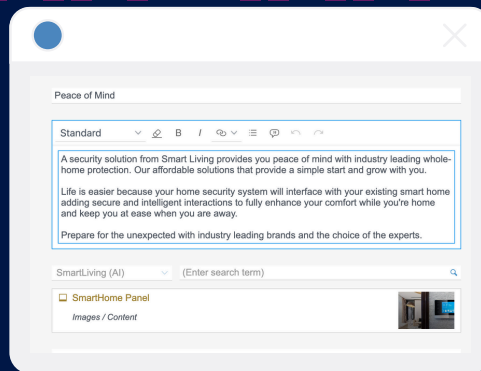 Peace of Mind
Standard
B I
A security solution from Smart Living provides you peace of mind with industry leading whole-
home protection. Our affordable solutions that provide a simple start and grow with you.
Life is easier because your home security system will interface with your existing smart home
adding secure and intelligent interactions to fully enhance your comfort while you're home
and keep you at ease when you are away.
Prepare for the unexpected with industry leading brands and the choice of the experts.
SmartLiving (AI) (Enter search term)
SmartHome Panel
Images / Content